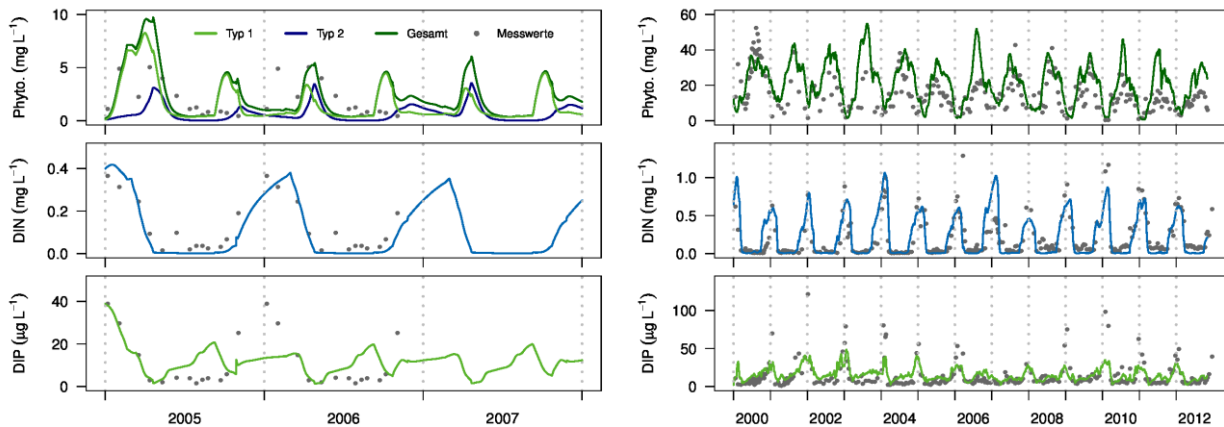 Phyto. (mg L⁻¹)
10
5
0
Typ 1 Typ 2 Gesamt Messwerte
DIN (mg L⁻¹)
0.4
0.2
0.0
DIP (µg L⁻¹)
40
20
0
2005 2006 2007
Phyto. (mg L⁻¹)
60
40
20
0
DIN (mg L⁻¹)
1.0
0.5
0.0
DIP (µg L⁻¹)
100
50
0
2000 2002 2004 2006 2008 2010 2012